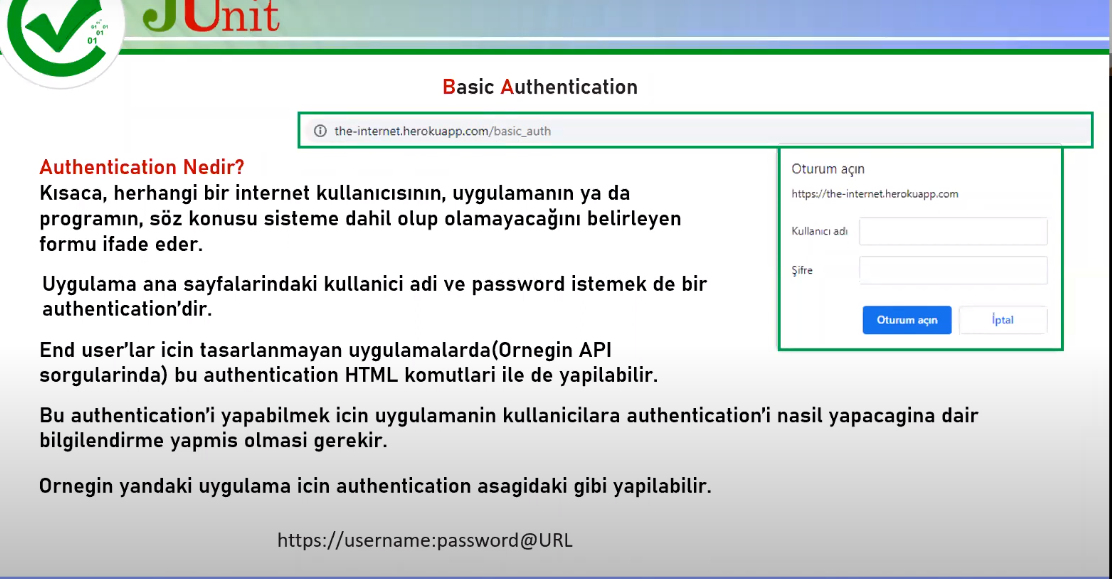 JUnit
01
01
01
Basic Authentication
the-internet.herokuapp.com/basic_auth
Authentication Nedir?
Kısaca, herhangi bir internet kullanıcısının, uygulamanın ya da
programın, söz konusu sisteme dahil olup olamayacağını belirleyen
formu ifade eder.
Uygulama ana sayfalarindaki kullanici adi ve password istemek de bir
authentication’dir.
End user’lar icin tasarlanmayan uygulamalarda(Ornegin API
sorgularinda) bu authentication HTML komutlari ile de yapilabilir.
Bu authentication’i yapabilmek icin uygulamanin kullanicilara authentication’i nasil yapacagina dair
bilgilendirme yapmis olmasi gerekir.
Ornegin yandaki uygulama icin authentication asagidaki gibi yapilabilir.
https://username:password@URL
Oturum açın
https://the-internet.herokuapp.com
Kullanıcı adı
Şifre
Oturum açın
İptal